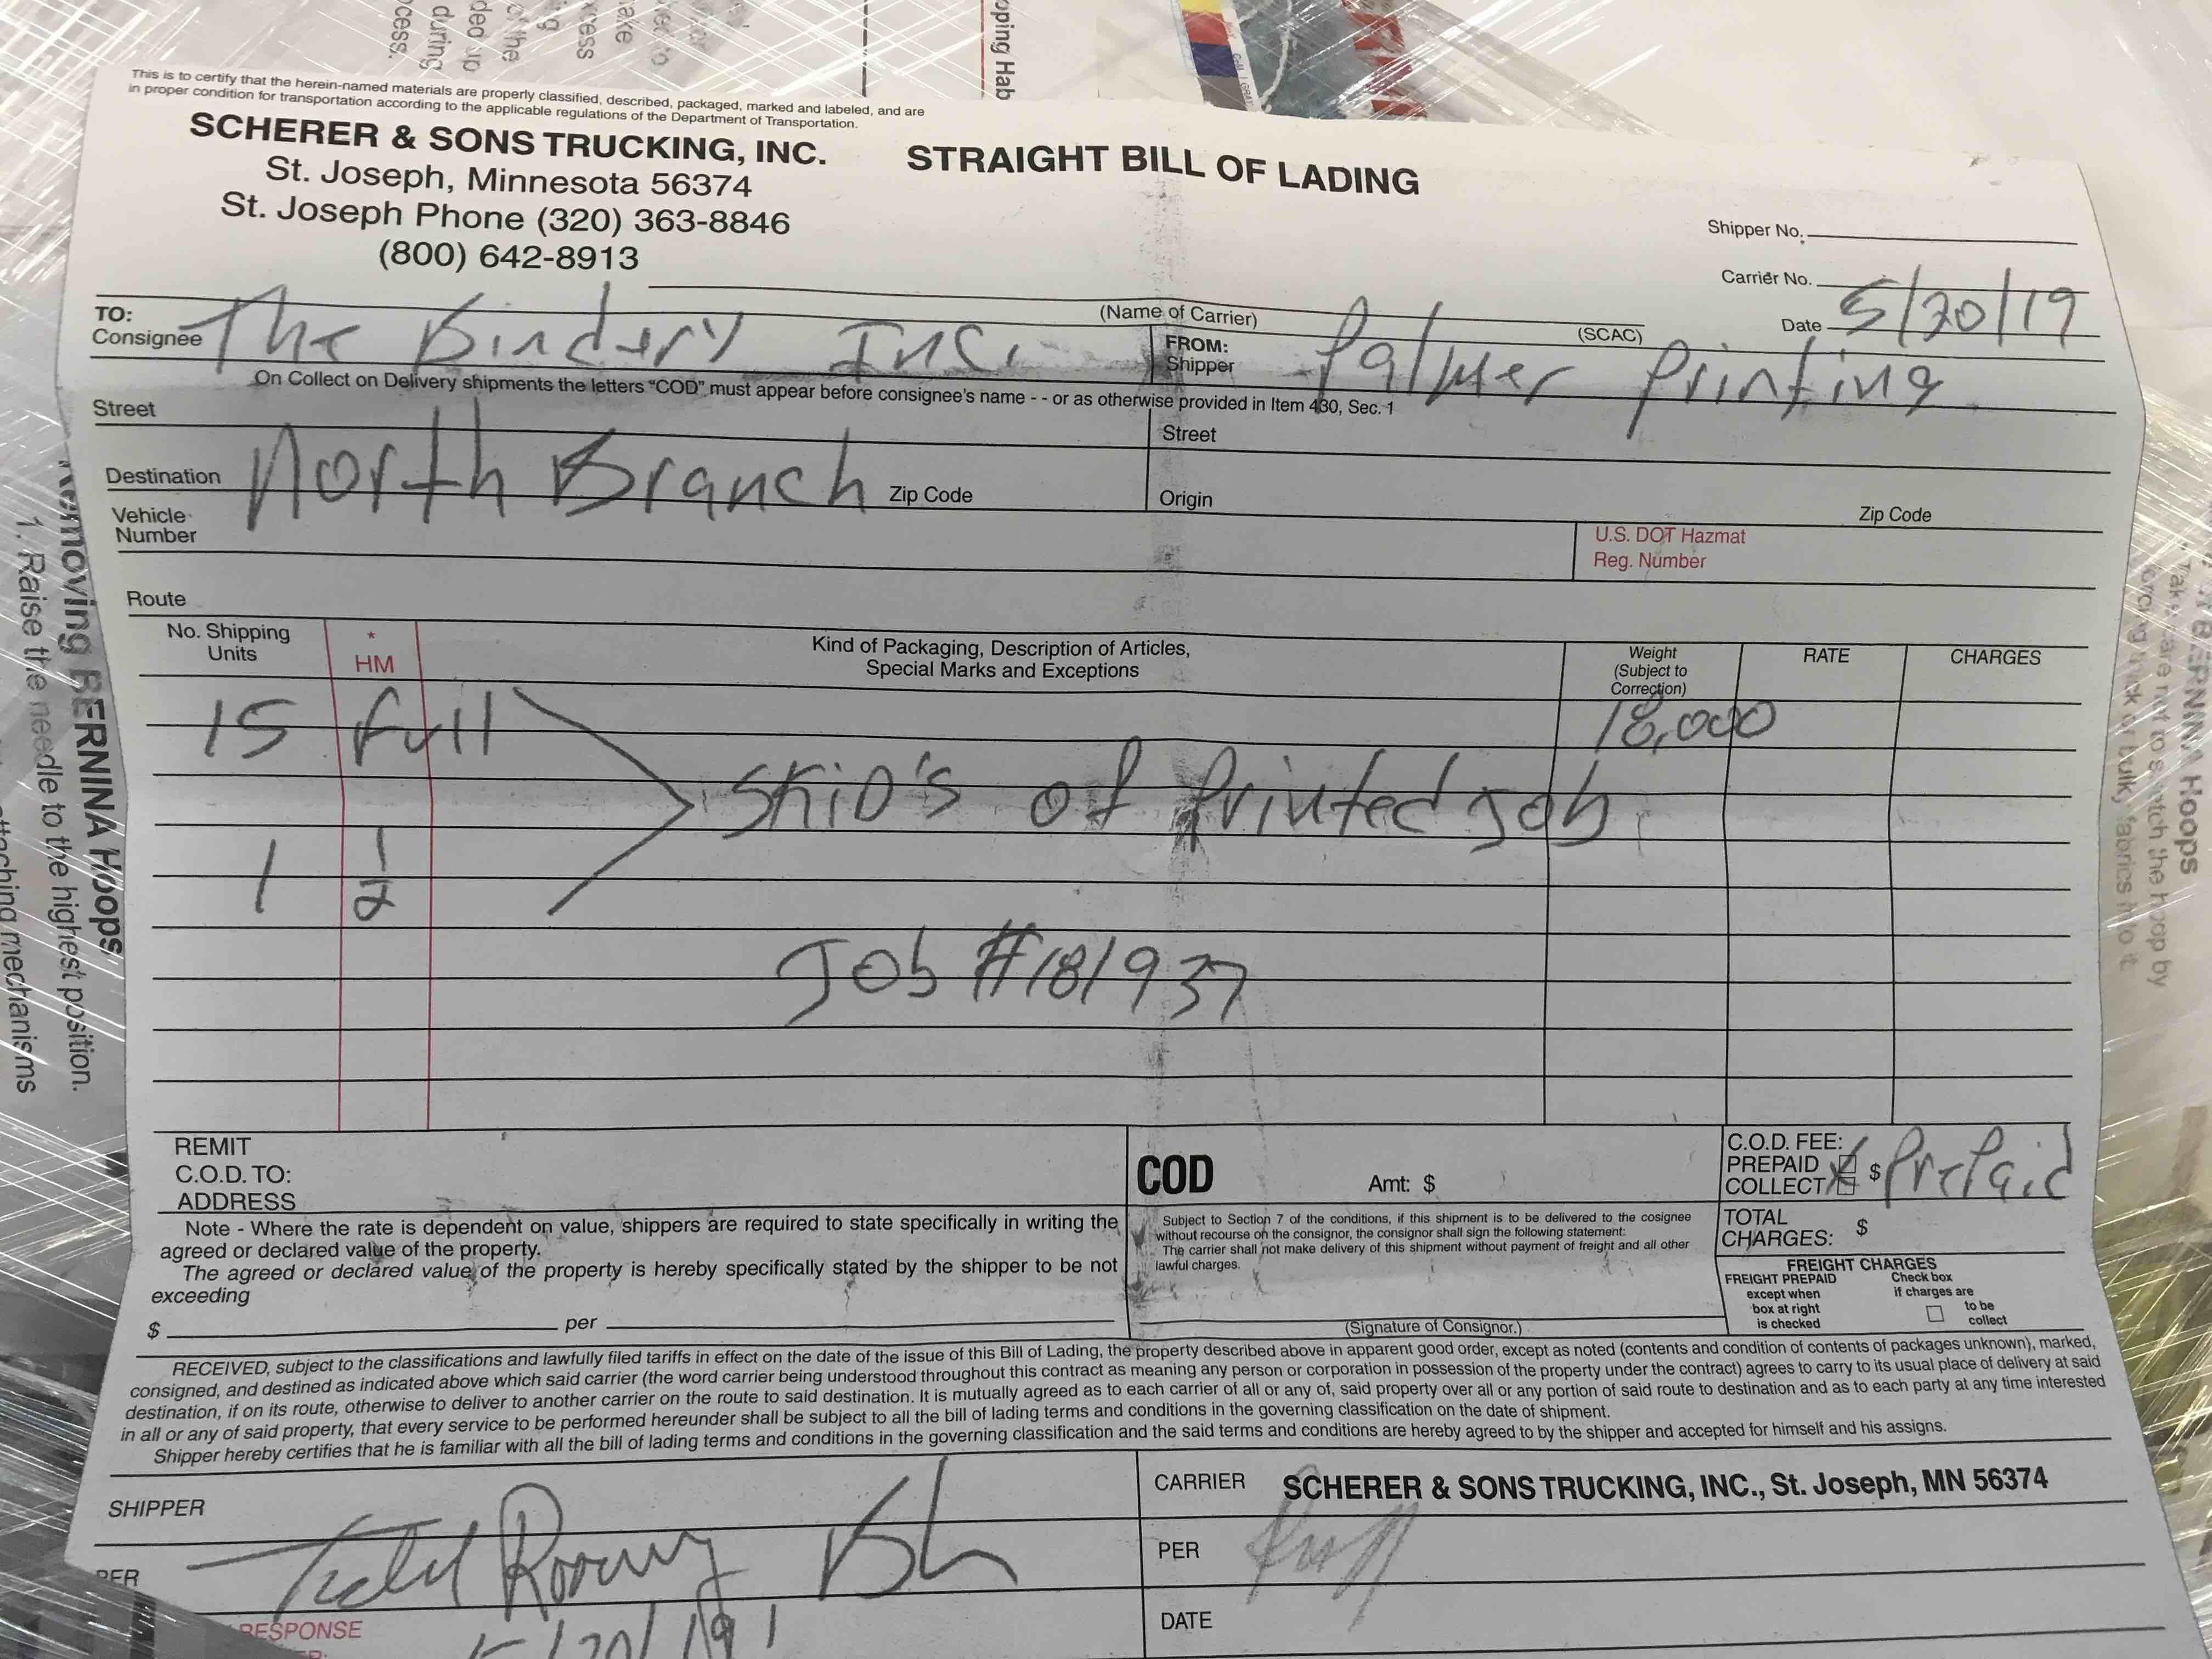 cess.
during
ded up
of the
ng
cess
ake
ping Hab
This is to certify that the herein-named materials are properly classified, described, packaged, marked and labeled, and are
in proper condition for transportation according to the applicable regulations of the Department of Transportation.
SCHERER & SONS TRUCKING, INC.
St. Joseph, Minnesota 56374
St. Joseph Phone (320) 363-8846
(800) 642-8913
STRAIGHT BILL OF LADING
Shipper No.
Carrier No.
(Name of Carrier)
(SCAC)
Date 5/20/19
TO:
Consignee The Bindery Inc.
FROM:
Shipper Palmer Printing
On Collect on Delivery shipments the letters “COD” must appear before consignee's name - - or as otherwise provided in Item 430, Sec. 1
Street
Street
Destination North Branch Zip Code
Origin Zip Code
Vehicle
Number
U.S. DOT Hazmat
Reg. Number
Route
No. Shipping
Units
*
HM
Kind of Packaging, Description of Articles,
Special Marks and Exceptions
Weight
(Subject to
Correction)
RATE
CHARGES
15 full 18,000
Skid's of Printed job
1 1/2
Job #181937
REMIT
C.O.D. TO:
ADDRESS
COD Amt: $
C.O.D. FEE:
PREPAID
COLLECT $ Prepaid
Note - Where the rate is dependent on value, shippers are required to state specifically in writing the
agreed or declared value of the property.
The agreed or declared value of the property is hereby specifically stated by the shipper to be not
exceeding
$ per
Subject to Section 7 of the conditions, if this shipment is to be delivered to the cosignee
without recourse on the consignor, the consignor shall sign the following statement:
The carrier shall not make delivery of this shipment without payment of freight and all other
lawful charges.
(Signature of Consignor.)
TOTAL
CHARGES: $
FREIGHT CHARGES
FREIGHT PREPAID
except when
box at right
is checked
Check box
if charges are
to be
collect
RECEIVED, subject to the classifications and lawfully filed tariffs in effect on the date of the issue of this Bill of Lading, the property described above in apparent good order, except as noted (contents and condition of contents of packages unknown), marked,
consigned, and destined as indicated above which said carrier (the word carrier being understood throughout this contract as meaning any person or corporation in possession of the property under the contract) agrees to carry to its usual place of delivery at said
destination, if on its route, otherwise to deliver to another carrier on the route to said destination. It is mutually agreed as to each carrier of all or any of, said property over all or any portion of said route to destination and as to each party at any time interested
in all or any of said property, that every service to be performed hereunder shall be subject to all the bill of lading terms and conditions in the governing classification on the date of shipment.
Shipper hereby certifies that he is familiar with all the bill of lading terms and conditions in the governing classification and the said terms and conditions are hereby agreed to by the shipper and accepted for himself and his assigns.
SHIPPER
PER Todd
RESPONSE
5/20/19
CARRIER SCHERER & SONS TRUCKING, INC., St. Joseph, MN 56374
PER
DATE
Removing BERNINA Hoops
1. Raise the needle to the highest position.
attaching mechanisms
BERNINA Hoops